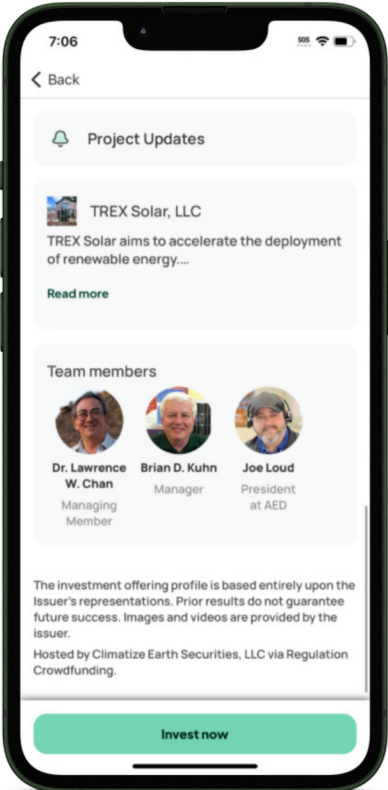 7:06
SOS
Back
Project Updates
TREX Solar, LLC
TREX Solar aims to accelerate the deployment
of renewable energy....
Read more
Team members
Dr. Lawrence
W. Chan
Managing
Member
Brian D. Kuhn
Manager
Joe Loud
President
at AED
The investment offering profile is based entirely upon the
Issuer's representations. Prior results do not guarantee
future success. Images and videos are provided by the
issuer.
Hosted by Climatize Earth Securities, LLC via Regulation
Crowdfunding.
Invest now